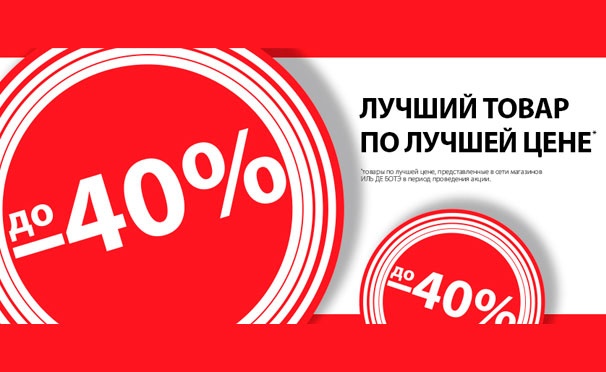 до
–40%
ЛУЧШИЙ ТОВАР
ПО ЛУЧШЕЙ ЦЕНЕ*
*товары по лучшей цене, представленные в сети магазинов
ИЛЬ ДЕ БОТЭ в период проведения акции.
до
–40%